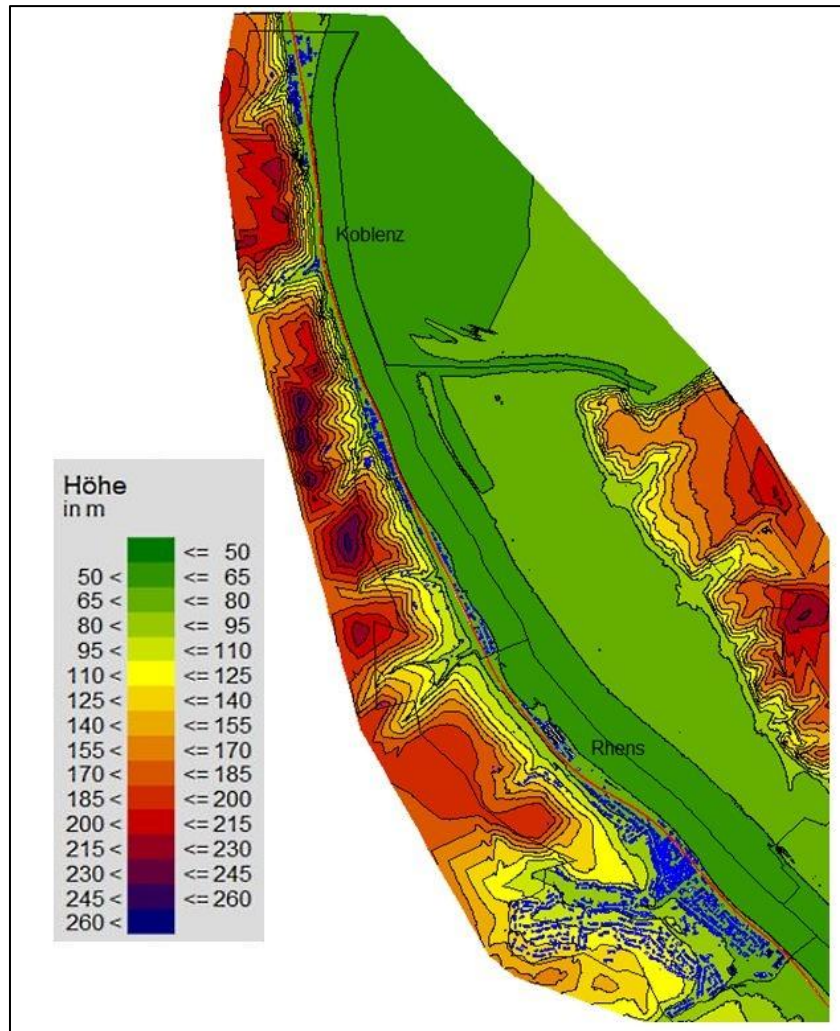 Koblenz
Höhe
in m
<= 50
50 < <= 65
65 < <= 80
80 < <= 95
95 < <= 110
110 < <= 125
125 < <= 140
140 < <= 155
155 < <= 170
170 < <= 185
185 < <= 200
200 < <= 215
215 < <= 230
230 < <= 245
245 < <= 260
260 <
Rhens